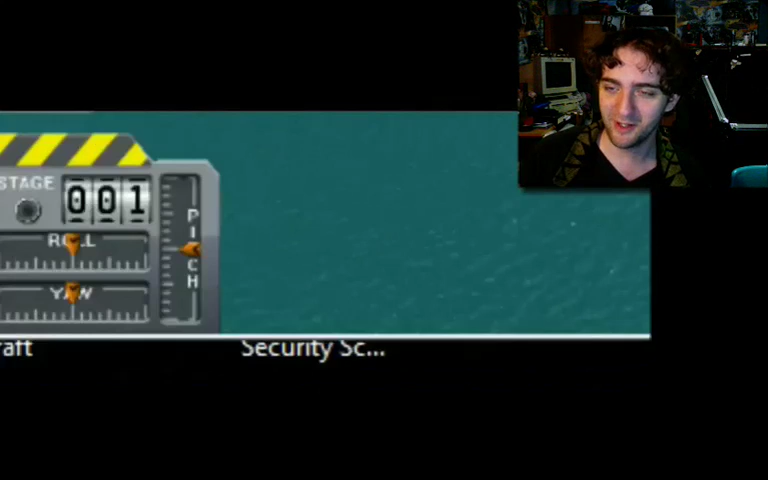 STAGE 001
PITCH
ROLL
YAW
raft
Security Sc...